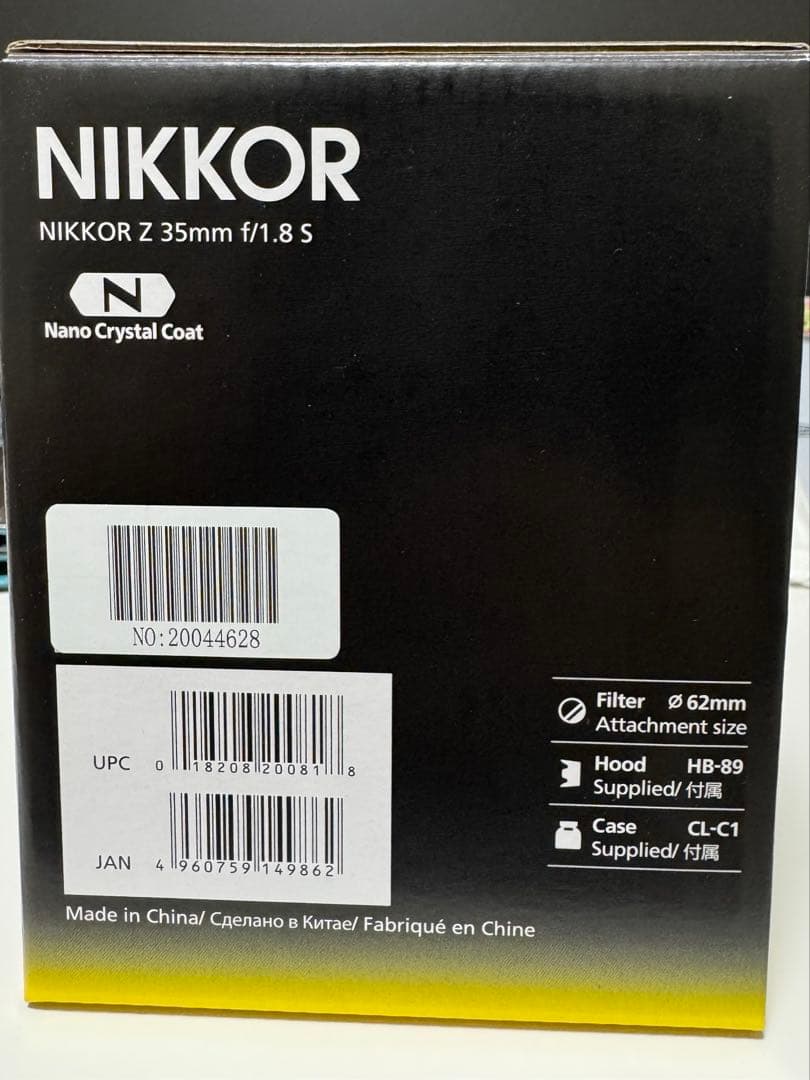 NIKKOR
NIKKOR Z 35mm f/1.8 S
N
Nano Crystal Coat
NO:20044628
UPC 0 18208 20081 8
JAN 4 960759 149862
Filter ⌀ 62mm
Attachment size
Hood HB-89
Supplied/ 付属
Case CL-C1
Supplied/ 付属
Made in China/ Сделано в Китае/ Fabriqué en Chine